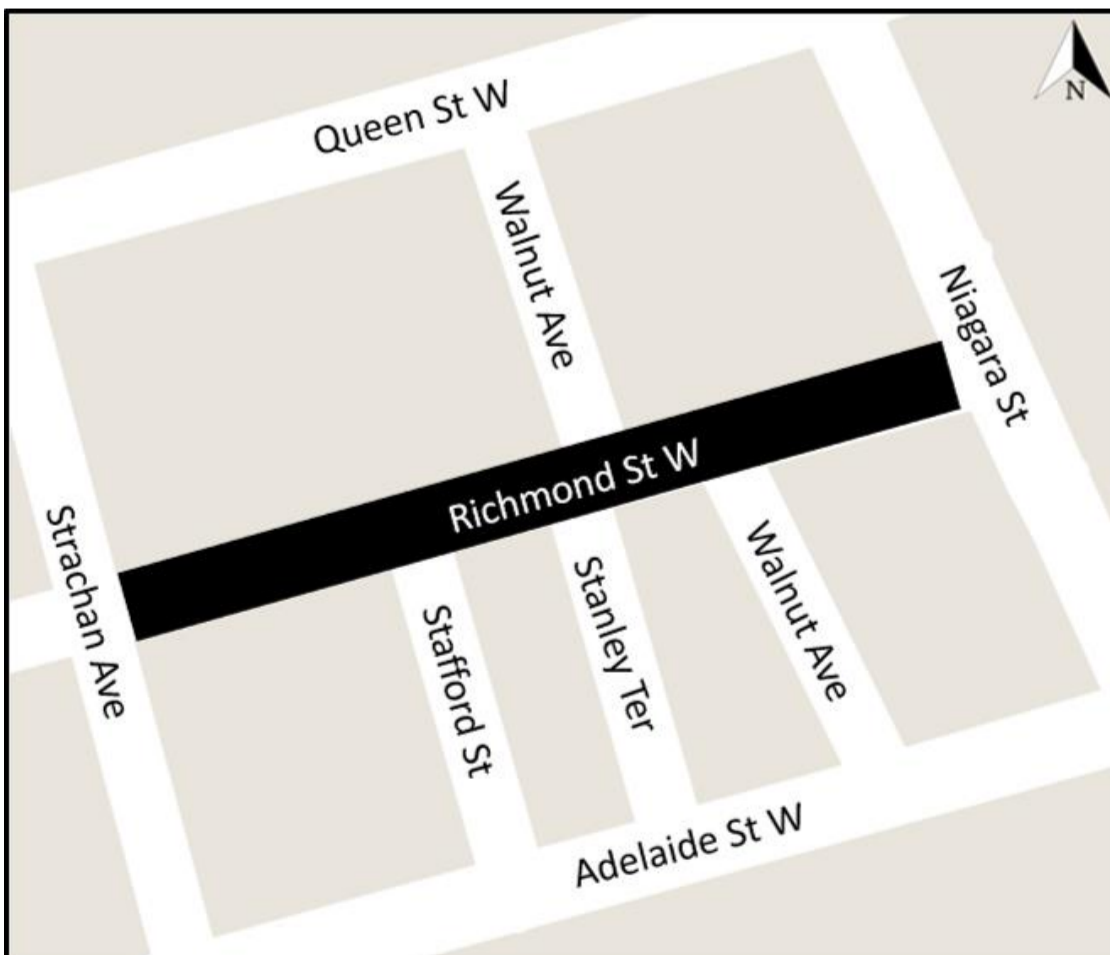 N
Queen St W
Walnut Ave
Niagara St
Richmond St W
Strachan Ave
Stafford St
Stanley Ter
Walnut Ave
Adelaide St W